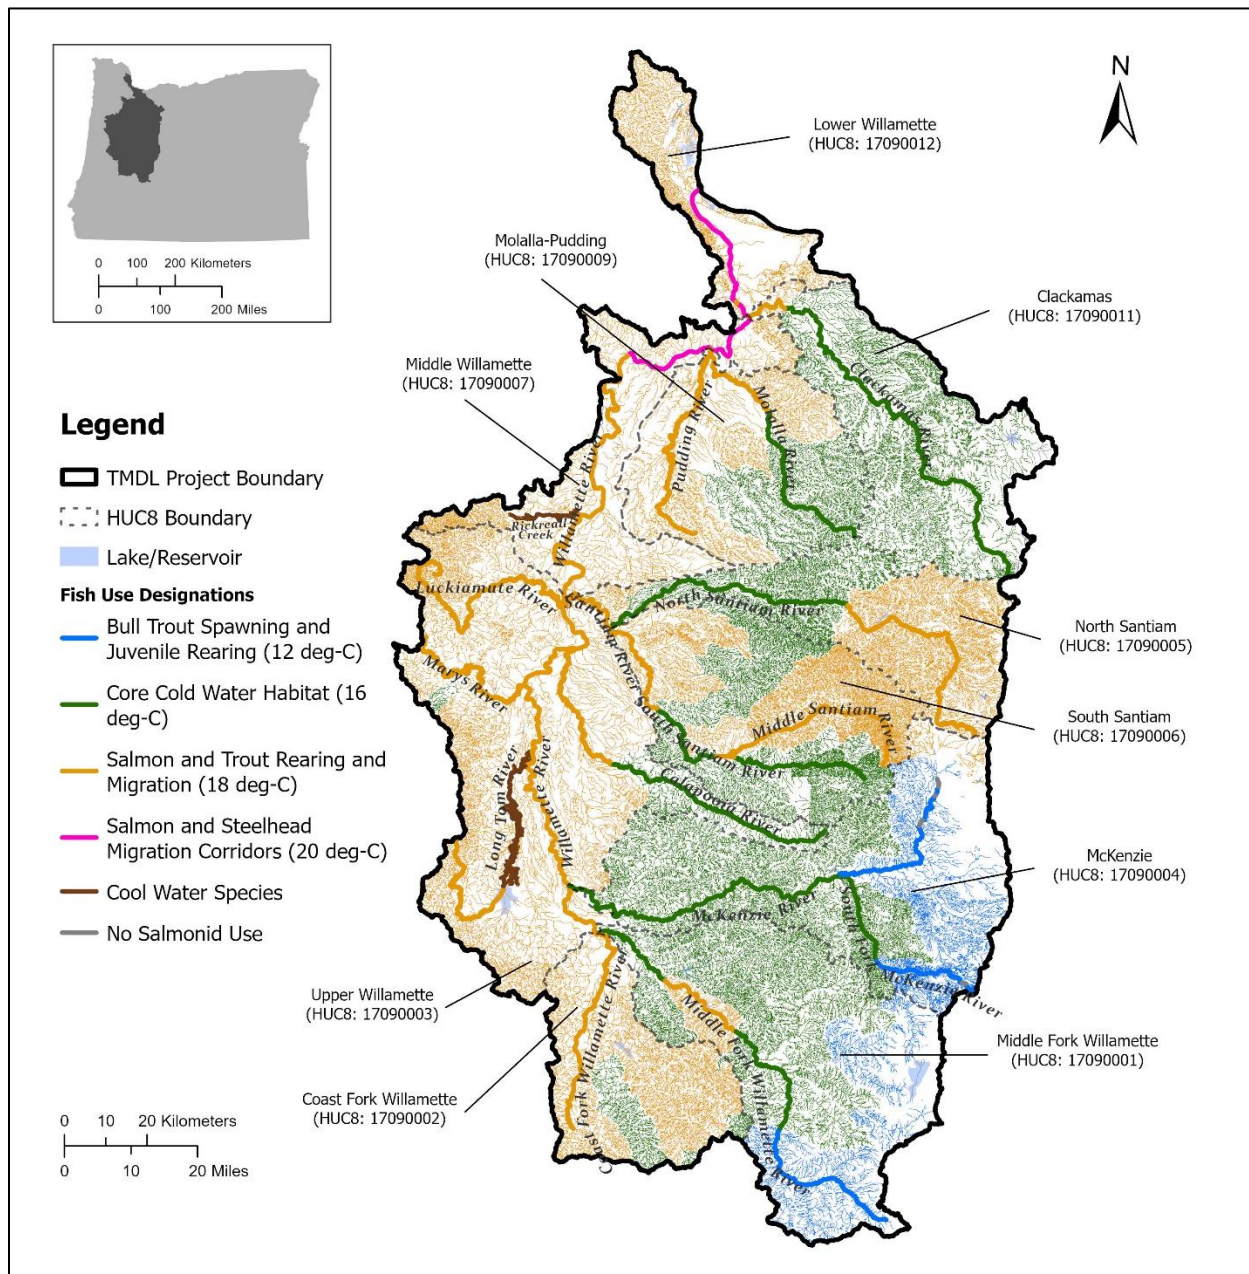 0 100 200 Kilometers
0 100 200 Miles
N
Lower Willamette
(HUC8: 17090012)
Molalla-Pudding
(HUC8: 17090009)
Clackamas
(HUC8: 17090011)
Middle Willamette
(HUC8: 17090007)
Clackamas River
Molalla River
Pudding River
Willamette River
Rickreall
Creek
Legend
TMDL Project Boundary
HUC8 Boundary
Lake/Reservoir
Fish Use Designations
Bull Trout Spawning and
Juvenile Rearing (12 deg-C)
Core Cold Water Habitat (16
deg-C)
Salmon and Trout Rearing and
Migration (18 deg-C)
Salmon and Steelhead
Migration Corridors (20 deg-C)
Cool Water Species
No Salmonid Use
Luckiamute River
Santiam River
North Santiam River
North Santiam
(HUC8: 17090005)
Marys River
South Santiam River
Middle Santiam River
South Santiam
(HUC8: 17090006)
Long Tom River
Willamette River
Calapooia River
McKenzie
(HUC8: 17090004)
McKenzie River
South Fork McKenzie River
Upper Willamette
(HUC8: 17090003)
Coast Fork Willamette River
Middle Fork Willamette River
Middle Fork Willamette
(HUC8: 17090001)
Coast Fork Willamette
(HUC8: 17090002)
0 10 20 Kilometers
0 10 20 Miles